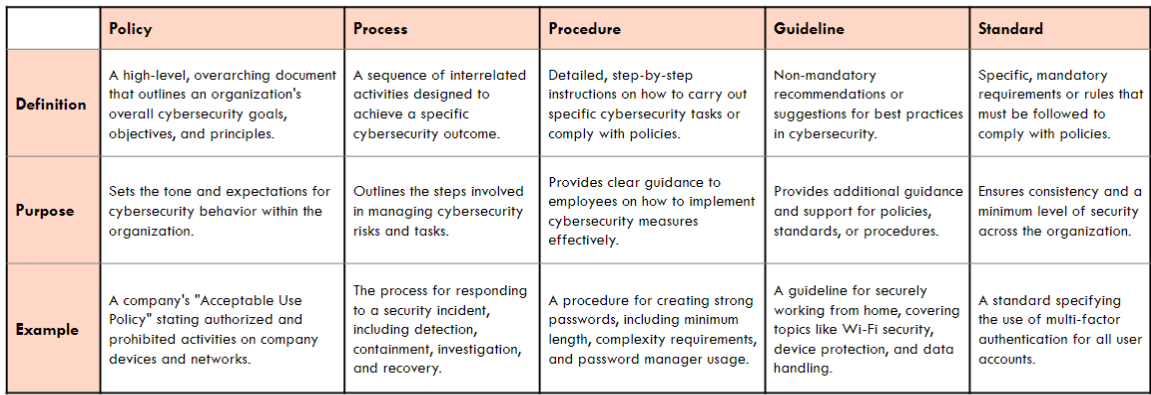 Policy
Process
Procedure
Guideline
Standard
Definition
A high-level, overarching document
that outlines an organization's
overall cybersecurity goals,
objectives, and principles.
A sequence of interrelated
activities designed to
achieve a specific
cybersecurity outcome.
Detailed, step-by-step
instructions on how to carry out
specific cybersecurity tasks or
comply with policies.
Non-mandatory
recommendations or
suggestions for best practices
in cybersecurity.
Specific, mandatory
requirements or rules that
must be followed to
comply with policies.
Purpose
Sets the tone and expectations for
cybersecurity behavior within the
organization.
Outlines the steps involved
in managing cybersecurity
risks and tasks.
Provides clear guidance to
employees on how to implement
cybersecurity measures
effectively.
Provides additional guidance
and support for policies,
standards, or procedures.
Ensures consistency and a
minimum level of security
across the organization.
Example
A company's "Acceptable Use
Policy" stating authorized and
prohibited activities on company
devices and networks.
The process for responding
to a security incident,
including detection,
containment, investigation,
and recovery.
A procedure for creating strong
passwords, including minimum
length, complexity requirements,
and password manager usage.
A guideline for securely
working from home, covering
topics like Wi-Fi security,
device protection, and data
handling.
A standard specifying
the use of multi-factor
authentication for all user
accounts.